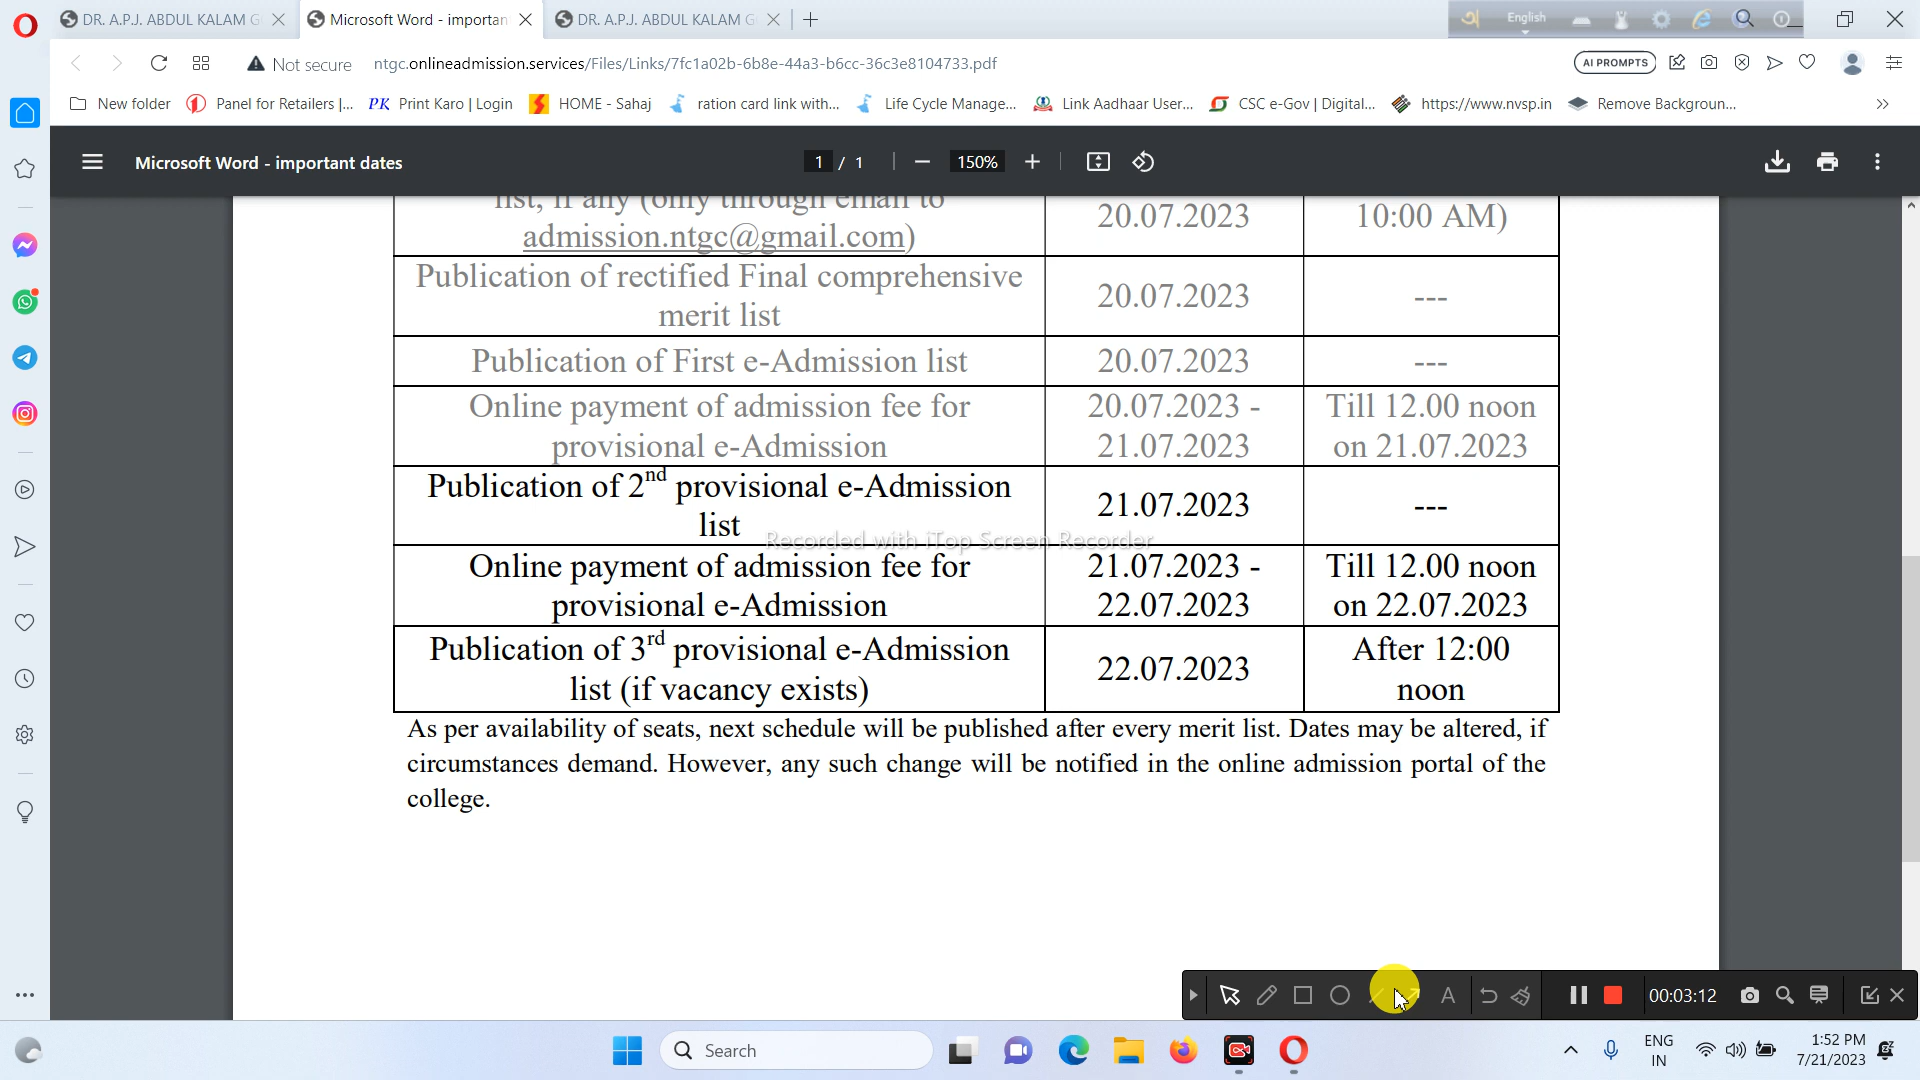 DR. A.P.J. ABDUL KALAM G
Microsoft Word - importan
DR. A.P.J. ABDUL KALAM G
English
Not secure
ntgc.onlineadmission.services/Files/Links/7fc1a02b-6b8e-44a3-b6cc-36c3e8104733.pdf
AI PROMPTS
New folder
Panel for Retailers |...
PK Print Karo | Login
HOME - Sahaj
ration card link with...
Life Cycle Manage...
Link Aadhaar User...
CSC e-Gov | Digital...
https://www.nvsp.in
Remove Backgroun...
Microsoft Word - important dates
1 / 1
150%
list, if any (only through email to
admission.ntgc@gmail.com)
20.07.2023
10:00 AM)
Publication of rectified Final comprehensive
merit list
20.07.2023
---
Publication of First e-Admission list
20.07.2023
---
Online payment of admission fee for
provisional e-Admission
20.07.2023 -
21.07.2023
Till 12.00 noon
on 21.07.2023
Publication of 2nd provisional e-Admission
list
21.07.2023
---
Recorded with iTop Screen Recorder
Online payment of admission fee for
provisional e-Admission
21.07.2023 -
22.07.2023
Till 12.00 noon
on 22.07.2023
Publication of 3rd provisional e-Admission
list (if vacancy exists)
22.07.2023
After 12:00
noon
As per availability of seats, next schedule will be published after every merit list. Dates may be altered, if
circumstances demand. However, any such change will be notified in the online admission portal of the
college.
A
00:03:12
Search
ENG
IN
1:52 PM
7/21/2023